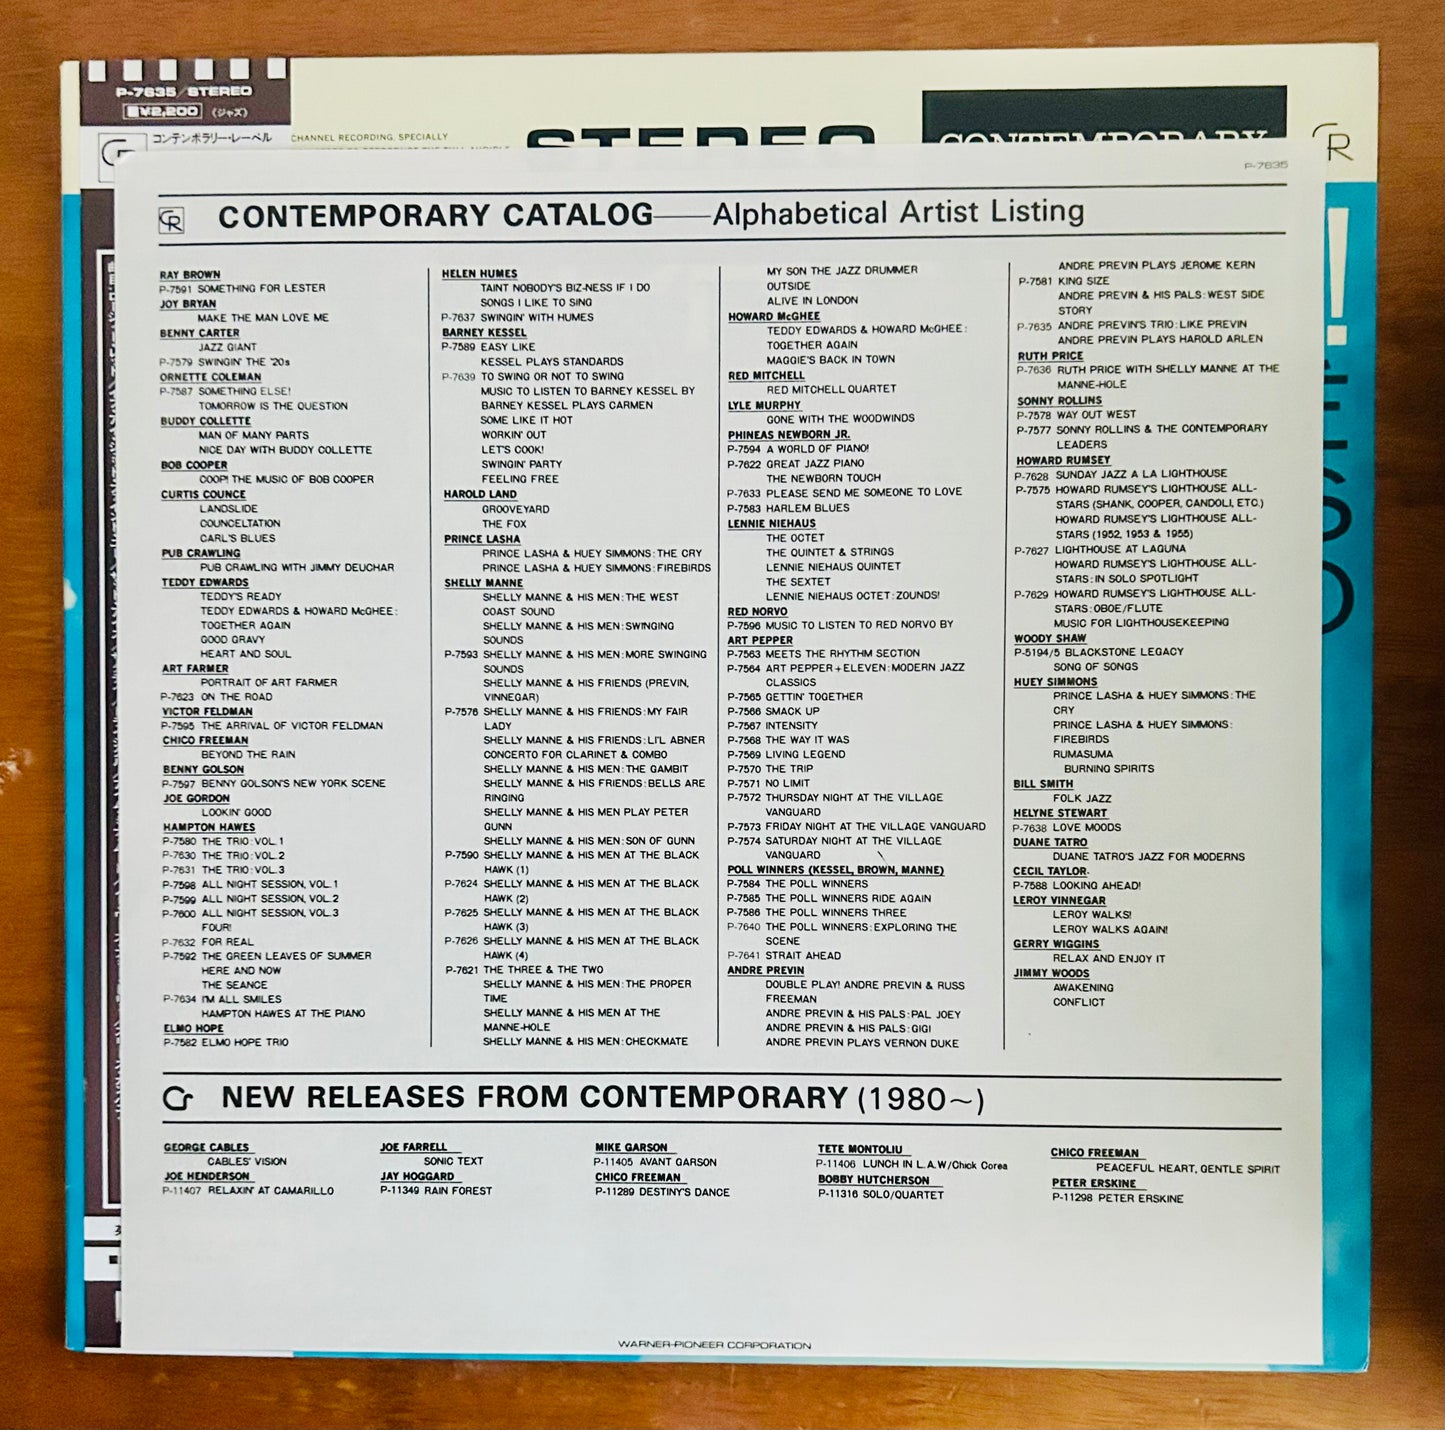 P-7635/STEREO
¥2,200 (ジャズ)
コンテンポラリー・レーベル
CHANNEL RECORDING, SPECIALLY
STEREO
CONTEMPORARY
CR
P-7635
CR CONTEMPORARY CATALOG——Alphabetical Artist Listing
RAY BROWN
P-7591 SOMETHING FOR LESTER
JOY BRYAN
MAKE THE MAN LOVE ME
BENNY CARTER
JAZZ GIANT
P-7579 SWINGIN' THE '20s
ORNETTE COLEMAN
P-7587 SOMETHING ELSE!
TOMORROW IS THE QUESTION
BUDDY COLLETTE
MAN OF MANY PARTS
NICE DAY WITH BUDDY COLLETTE
BOB COOPER
COOP! THE MUSIC OF BOB COOPER
CURTIS COUNCE
LANDSLIDE
COUNCELTATION
CARL'S BLUES
PUB CRAWLING
PUB CRAWLING WITH JIMMY DEUCHAR
TEDDY EDWARDS
TEDDY'S READY
TEDDY EDWARDS & HOWARD McGHEE:
TOGETHER AGAIN
GOOD GRAVY
HEART AND SOUL
ART FARMER
PORTRAIT OF ART FARMER
P-7623 ON THE ROAD
VICTOR FELDMAN
P-7595 THE ARRIVAL OF VICTOR FELDMAN
CHICO FREEMAN
BEYOND THE RAIN
BENNY GOLSON
P-7597 BENNY GOLSON'S NEW YORK SCENE
JOE GORDON
LOOKIN' GOOD
HAMPTON HAWES
P-7580 THE TRIO: VOL.1
P-7630 THE TRIO: VOL.2
P-7631 THE TRIO: VOL.3
P-7598 ALL NIGHT SESSION, VOL.1
P-7599 ALL NIGHT SESSION, VOL.2
P-7600 ALL NIGHT SESSION, VOL.3
FOUR!
P-7632 FOR REAL
P-7592 THE GREEN LEAVES OF SUMMER
HERE AND NOW
THE SEANCE
P-7634 I'M ALL SMILES
HAMPTON HAWES AT THE PIANO
ELMO HOPE
P-7582 ELMO HOPE TRIO
HELEN HUMES
TAINT NOBODY'S BIZ-NESS IF I DO
SONGS I LIKE TO SING
P-7637 SWINGIN' WITH HUMES
BARNEY KESSEL
P-7589 EASY LIKE
KESSEL PLAYS STANDARDS
P-7639 TO SWING OR NOT TO SWING
MUSIC TO LISTEN TO BARNEY KESSEL BY
BARNEY KESSEL PLAYS CARMEN
SOME LIKE IT HOT
WORKIN' OUT
LET'S COOK!
SWINGIN' PARTY
FEELING FREE
HAROLD LAND
GROOVEYARD
THE FOX
PRINCE LASHA
PRINCE LASHA & HUEY SIMMONS: THE CRY
PRINCE LASHA & HUEY SIMMONS: FIREBIRDS
SHELLY MANNE
SHELLY MANNE & HIS MEN: THE WEST
COAST SOUND
SHELLY MANNE & HIS MEN: SWINGING
SOUNDS
P-7593 SHELLY MANNE & HIS MEN: MORE SWINGING
SOUNDS
SHELLY MANNE & HIS FRIENDS (PREVIN,
VINNEGAR)
P-7576 SHELLY MANNE & HIS FRIENDS: MY FAIR
LADY
SHELLY MANNE & HIS FRIENDS: LI'L ABNER
CONCERTO FOR CLARINET & COMBO
SHELLY MANNE & HIS MEN: THE GAMBIT
SHELLY MANNE & HIS FRIENDS: BELLS ARE
RINGING
SHELLY MANNE & HIS MEN PLAY PETER
GUNN
SHELLY MANNE & HIS MEN: SON OF GUNN
P-7590 SHELLY MANNE & HIS MEN AT THE BLACK
HAWK (1)
P-7624 SHELLY MANNE & HIS MEN AT THE BLACK
HAWK (2)
P-7625 SHELLY MANNE & HIS MEN AT THE BLACK
HAWK (3)
P-7626 SHELLY MANNE & HIS MEN AT THE BLACK
HAWK (4)
P-7621 THE THREE & THE TWO
SHELLY MANNE & HIS MEN: THE PROPER
TIME
SHELLY MANNE & HIS MEN AT THE
MANNE-HOLE
SHELLY MANNE & HIS MEN: CHECKMATE
MY SON THE JAZZ DRUMMER
OUTSIDE
ALIVE IN LONDON
HOWARD McGHEE
TEDDY EDWARDS & HOWARD McGHEE:
TOGETHER AGAIN
MAGGIE'S BACK IN TOWN
RED MITCHELL
RED MITCHELL QUARTET
LYLE MURPHY
GONE WITH THE WOODWINDS
PHINEAS NEWBORN JR.
P-7594 A WORLD OF PIANO!
P-7622 GREAT JAZZ PIANO
THE NEWBORN TOUCH
P-7633 PLEASE SEND ME SOMEONE TO LOVE
P-7583 HARLEM BLUES
LENNIE NIEHAUS
THE OCTET
THE QUINTET & STRINGS
LENNIE NIEHAUS QUINTET
THE SEXTET
LENNIE NIEHAUS OCTET: ZOUNDS!
RED NORVO
P-7596 MUSIC TO LISTEN TO RED NORVO BY
ART PEPPER
P-7563 MEETS THE RHYTHM SECTION
P-7564 ART PEPPER+ELEVEN: MODERN JAZZ
CLASSICS
P-7565 GETTIN' TOGETHER
P-7566 SMACK UP
P-7567 INTENSITY
P-7568 THE WAY IT WAS
P-7569 LIVING LEGEND
P-7570 THE TRIP
P-7571 NO LIMIT
P-7572 THURSDAY NIGHT AT THE VILLAGE
VANGUARD
P-7573 FRIDAY NIGHT AT THE VILLAGE VANGUARD
P-7574 SATURDAY NIGHT AT THE VILLAGE
VANGUARD
POLL WINNERS (KESSEL, BROWN, MANNE)
P-7584 THE POLL WINNERS
P-7585 THE POLL WINNERS RIDE AGAIN
P-7586 THE POLL WINNERS THREE
P-7640 THE POLL WINNERS: EXPLORING THE
SCENE
P-7641 STRAIT AHEAD
ANDRE PREVIN
DOUBLE PLAY! ANDRE PREVIN & RUSS
FREEMAN
ANDRE PREVIN & HIS PALS: PAL JOEY
ANDRE PREVIN & HIS PALS: GIGI
ANDRE PREVIN PLAYS VERNON DUKE
ANDRE PREVIN PLAYS JEROME KERN
P-7581 KING SIZE
ANDRE PREVIN & HIS PALS: WEST SIDE
STORY
P-7635 ANDRE PREVIN'S TRIO: LIKE PREVIN
ANDRE PREVIN PLAYS HAROLD ARLEN
RUTH PRICE
P-7636 RUTH PRICE WITH SHELLY MANNE AT THE
MANNE-HOLE
SONNY ROLLINS
P-7578 WAY OUT WEST
P-7577 SONNY ROLLINS & THE CONTEMPORARY
LEADERS
HOWARD RUMSEY
P-7628 SUNDAY JAZZ A LA LIGHTHOUSE
P-7575 HOWARD RUMSEY'S LIGHTHOUSE ALL-
STARS (SHANK, COOPER, CANDOLI, ETC.)
HOWARD RUMSEY'S LIGHTHOUSE ALL-
STARS (1952, 1953 & 1955)
P-7627 LIGHTHOUSE AT LAGUNA
HOWARD RUMSEY'S LIGHTHOUSE ALL-
STARS: IN SOLO SPOTLIGHT
P-7629 HOWARD RUMSEY'S LIGHTHOUSE ALL-
STARS: OBOE/FLUTE
MUSIC FOR LIGHTHOUSEKEEPING
WOODY SHAW
P-5194/5 BLACKSTONE LEGACY
SONG OF SONGS
HUEY SIMMONS
PRINCE LASHA & HUEY SIMMONS: THE
CRY
PRINCE LASHA & HUEY SIMMONS:
FIREBIRDS
RUMASUMA
BURNING SPIRITS
BILL SMITH
FOLK JAZZ
HELYNE STEWART
P-7638 LOVE MOODS
DUANE TATRO
DUANE TATRO'S JAZZ FOR MODERNS
CECIL TAYLOR
P-7588 LOOKING AHEAD!
LEROY VINNEGAR
LEROY WALKS!
LEROY WALKS AGAIN!
GERRY WIGGINS
RELAX AND ENJOY IT
JIMMY WOODS
AWAKENING
CONFLICT
Cr NEW RELEASES FROM CONTEMPORARY (1980~)
GEORGE CABLES
CABLES' VISION
JOE HENDERSON
P-11407 RELAXIN' AT CAMARILLO
JOE FARRELL
SONIC TEXT
JAY HOGGARD
P-11349 RAIN FOREST
MIKE GARSON
P-11405 AVANT GARSON
CHICO FREEMAN
P-11289 DESTINY'S DANCE
TETE MONTOLIU
P-11406 LUNCH IN L.A.W/Chick Corea
BOBBY HUTCHERSON
P-11316 SOLO/QUARTET
CHICO FREEMAN
PEACEFUL HEART, GENTLE SPIRIT
PETER ERSKINE
P-11298 PETER ERSKINE
WARNER-PIONEER CORPORATION